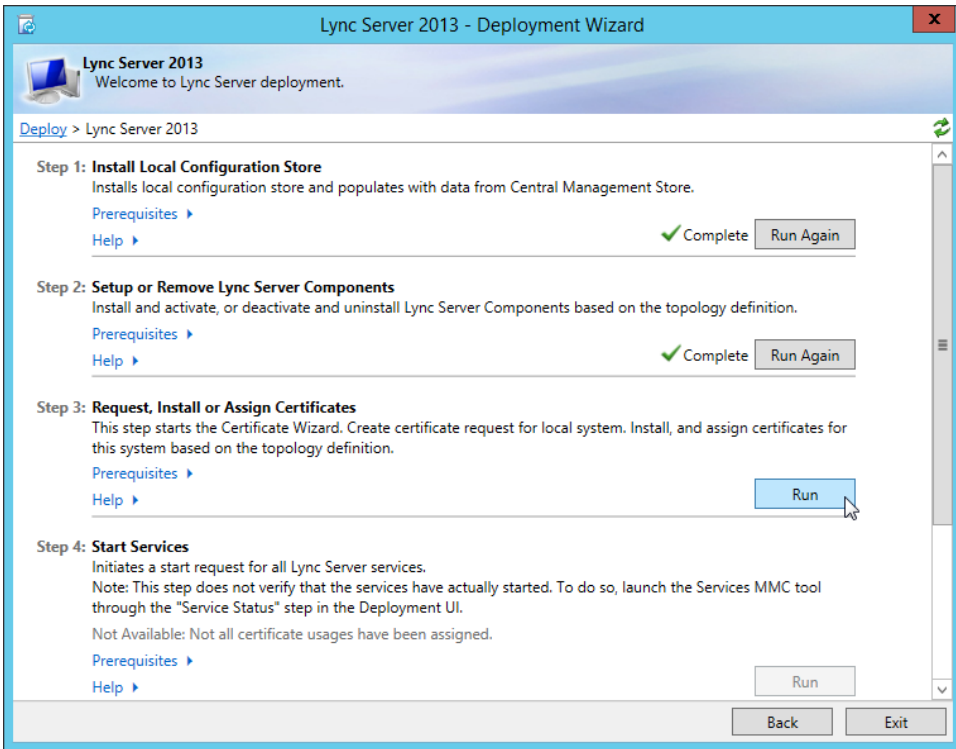 Lync Server 2013 - Deployment Wizard
x
Lync Server 2013
Welcome to Lync Server deployment.
Deploy > Lync Server 2013
Step 1: Install Local Configuration Store
Installs local configuration store and populates with data from Central Management Store.
Prerequisites
Help
Complete Run Again
Step 2: Setup or Remove Lync Server Components
Install and activate, or deactivate and uninstall Lync Server Components based on the topology definition.
Prerequisites
Help
Complete Run Again
Step 3: Request, Install or Assign Certificates
This step starts the Certificate Wizard. Create certificate request for local system. Install, and assign certificates for
this system based on the topology definition.
Prerequisites
Help
Run
Step 4: Start Services
Initiates a start request for all Lync Server services.
Note: This step does not verify that the services have actually started. To do so, launch the Services MMC tool
through the "Service Status" step in the Deployment UI.
Not Available: Not all certificate usages have been assigned.
Prerequisites
Help
Run
Back Exit